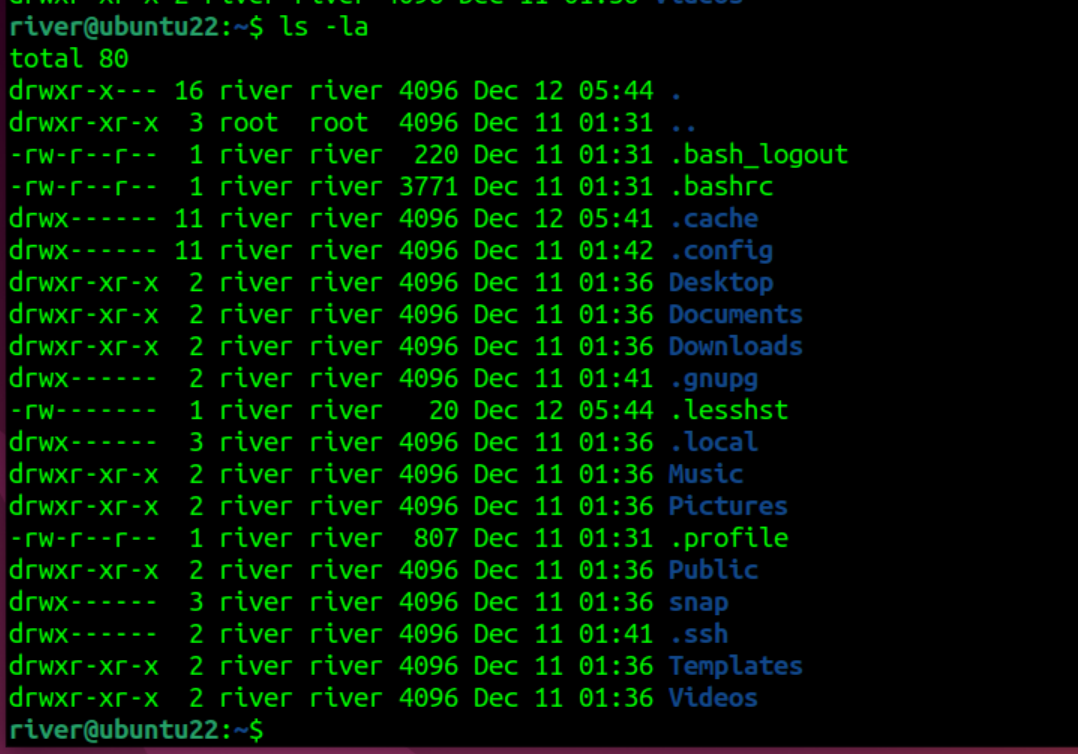 river@ubuntu22:~$ ls -la
total 80
drwxr-x--- 16 river river 4096 Dec 12 05:44 .
drwxr-xr-x  3 root  root  4096 Dec 11 01:31 ..
-rw-r--r--  1 river river  220 Dec 11 01:31 .bash_logout
-rw-r--r--  1 river river 3771 Dec 11 01:31 .bashrc
drwx------ 11 river river 4096 Dec 12 05:41 .cache
drwx------ 11 river river 4096 Dec 11 01:42 .config
drwxr-xr-x  2 river river 4096 Dec 11 01:36 Desktop
drwxr-xr-x  2 river river 4096 Dec 11 01:36 Documents
drwxr-xr-x  2 river river 4096 Dec 11 01:36 Downloads
drwx------  2 river river 4096 Dec 11 01:41 .gnupg
-rw-------  1 river river   20 Dec 12 05:44 .lesshst
drwx------  3 river river 4096 Dec 11 01:36 .local
drwxr-xr-x  2 river river 4096 Dec 11 01:36 Music
drwxr-xr-x  2 river river 4096 Dec 11 01:36 Pictures
-rw-r--r--  1 river river  807 Dec 11 01:31 .profile
drwxr-xr-x  2 river river 4096 Dec 11 01:36 Public
drwx------  3 river river 4096 Dec 11 01:36 snap
drwx------  2 river river 4096 Dec 11 01:41 .ssh
drwxr-xr-x  2 river river 4096 Dec 11 01:36 Templates
drwxr-xr-x  2 river river 4096 Dec 11 01:36 Videos
river@ubuntu22:~$